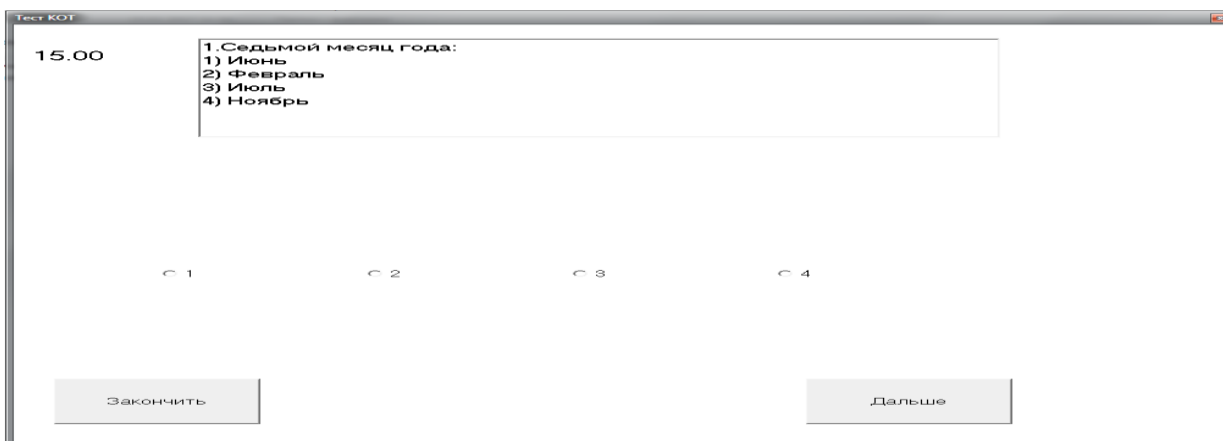 Тест КОТ
15.00
1.Седьмой месяц года:
1) Июнь
2) Февраль
3) Июль
4) Ноябрь
1 2 3 4
Закончить Дальше